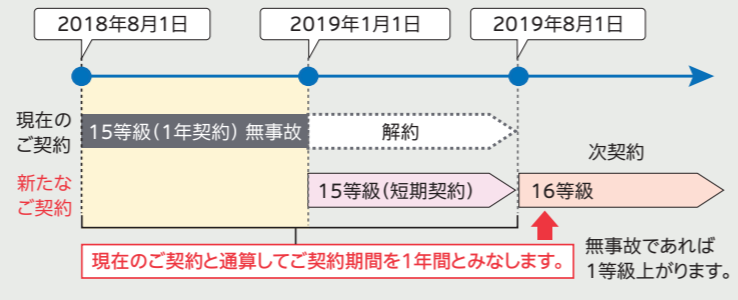 2018年8月1日
2019年1月1日
2019年8月1日
現在の
ご契約
15等級(1年契約) 無事故
解約
次契約
新たな
ご契約
15等級(短期契約)
16等級
現在のご契約と通算してご契約期間を1年間とみなします。
無事故であれば
1等級上がります。